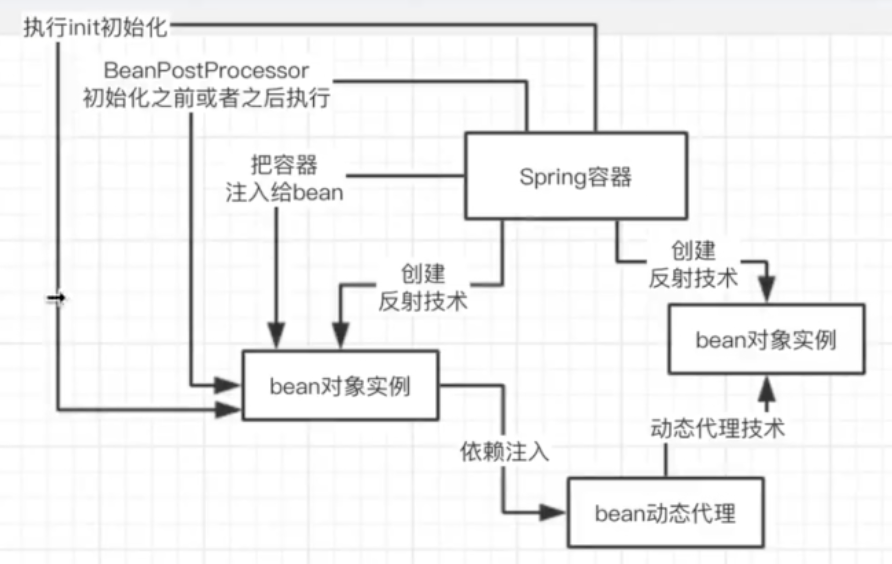 执行init初始化
BeanPostProcessor
初始化之前或者之后执行
把容器
注入给bean
Spring容器
创建
反射技术
创建
反射技术
bean对象实例
bean对象实例
动态代理技术
依赖注入
bean动态代理